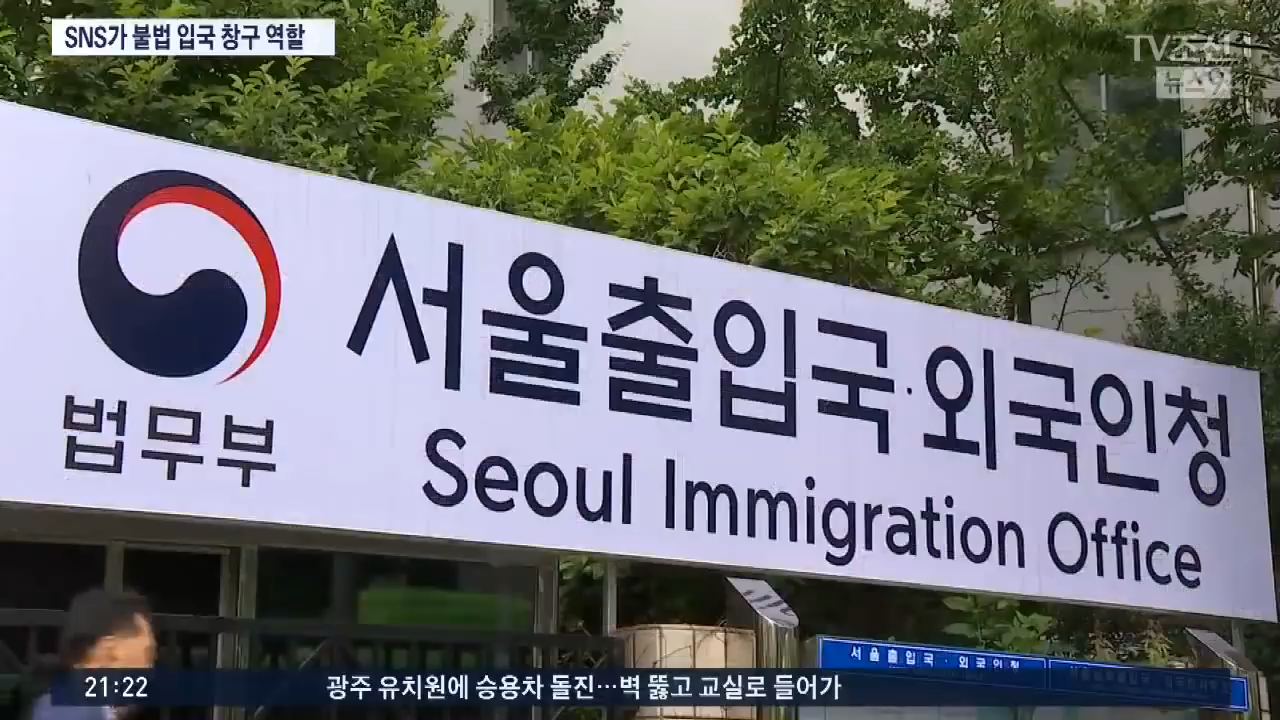 SNS가 불법 입국 창구 역할
TV조선
뉴스9
법무부
서울출입국·외국인청
Seoul Immigration Office
서울출입국·외국인청
21:22
광주 유치원에 승용차 돌진…벽 뚫고 교실로 들어가